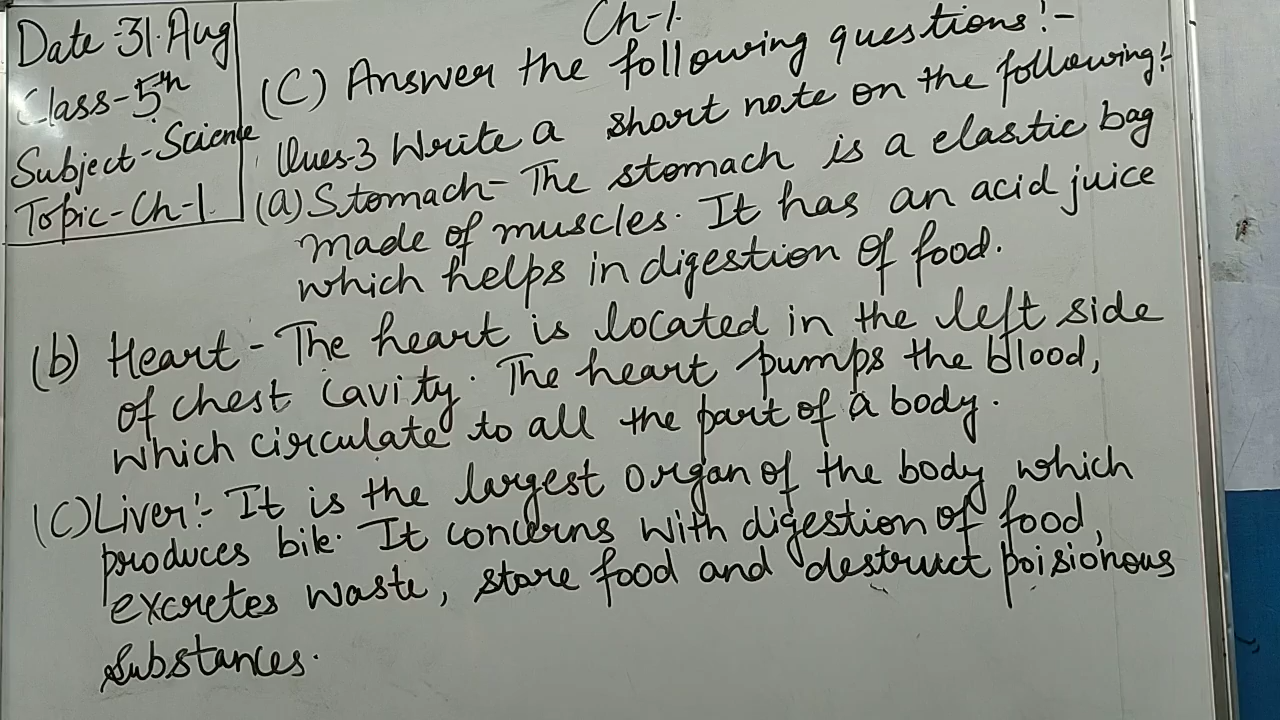 Date :- 31. Aug
Class - 5th
Subject - Science
Topic - Ch-1.
Ch-1.
(C) Answer the following questions:-
Ques-3 Write a short note on the following:-
(a) Stomach - The stomach is a elastic bag
made of muscles. It has an acid juice
which helps in digestion of food.
(b) Heart - The heart is located in the left side
of chest cavity. The heart pumps the blood,
which circulate to all the part of a body.
(C) Liver:- It is the largest organ of the body which
produces bile. It concerns with digestion of food,
excretes waste, store food and destruct poisionous
substances.